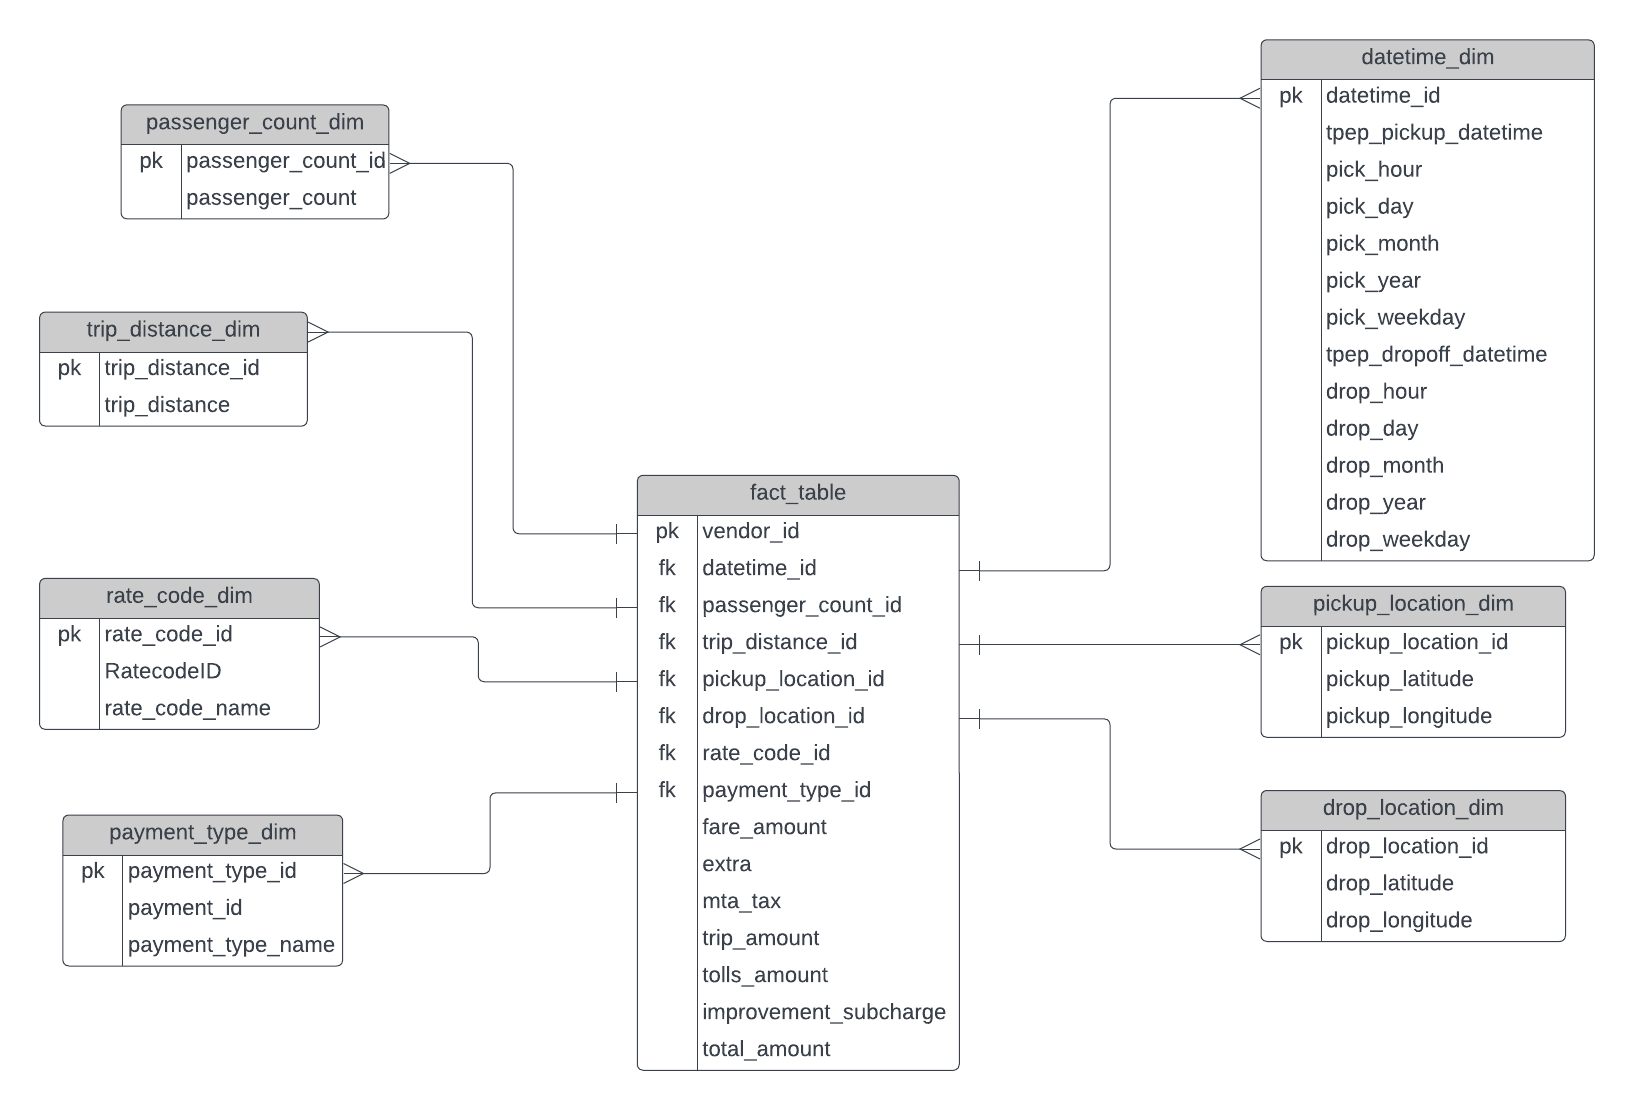 passenger_count_dim
pk passenger_count_id
passenger_count
trip_distance_dim
pk trip_distance_id
trip_distance
rate_code_dim
pk rate_code_id
RatecodeID
rate_code_name
payment_type_dim
pk payment_type_id
payment_id
payment_type_name
fact_table
pk vendor_id
fk datetime_id
fk passenger_count_id
fk trip_distance_id
fk pickup_location_id
fk drop_location_id
fk rate_code_id
fk payment_type_id
fare_amount
extra
mta_tax
trip_amount
tolls_amount
improvement_subcharge
total_amount
datetime_dim
pk datetime_id
tpep_pickup_datetime
pick_hour
pick_day
pick_month
pick_year
pick_weekday
tpep_dropoff_datetime
drop_hour
drop_day
drop_month
drop_year
drop_weekday
pickup_location_dim
pk pickup_location_id
pickup_latitude
pickup_longitude
drop_location_dim
pk drop_location_id
drop_latitude
drop_longitude